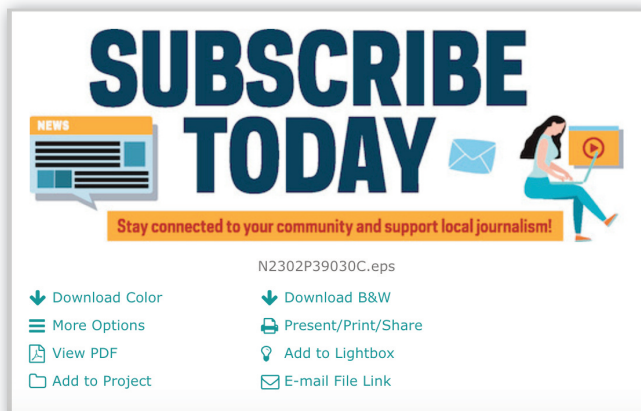 SUBSCRIBE
TODAY
NEWS
Stay connected to your community and support local journalism!
N2302P39030C.eps
Download Color
Download B&W
More Options
Present/Print/Share
View PDF
Add to Lightbox
Add to Project
E-mail File Link